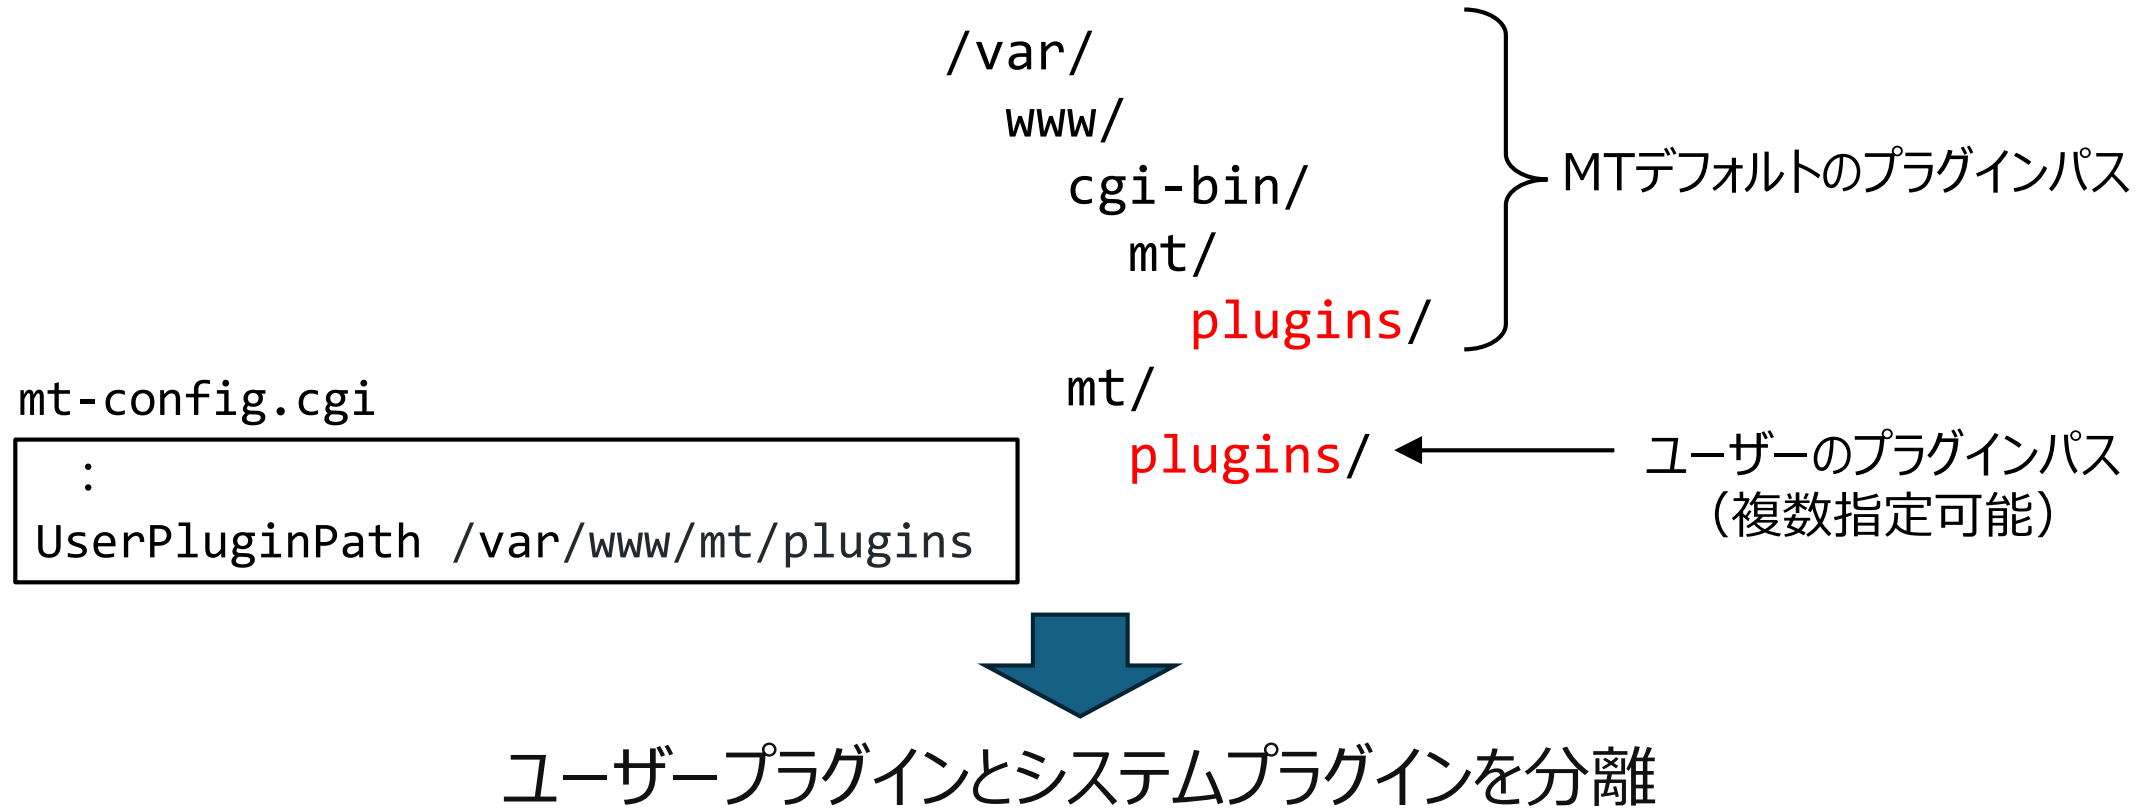 /var/
www/
cgi-bin/
mt/
plugins/
MTデフォルトのプラグインパス
mt/
plugins/
ユーザーのプラグインパス
（複数指定可能）
mt-config.cgi
:
UserPluginPath /var/www/mt/plugins
ユーザープラグインとシステムプラグインを分離